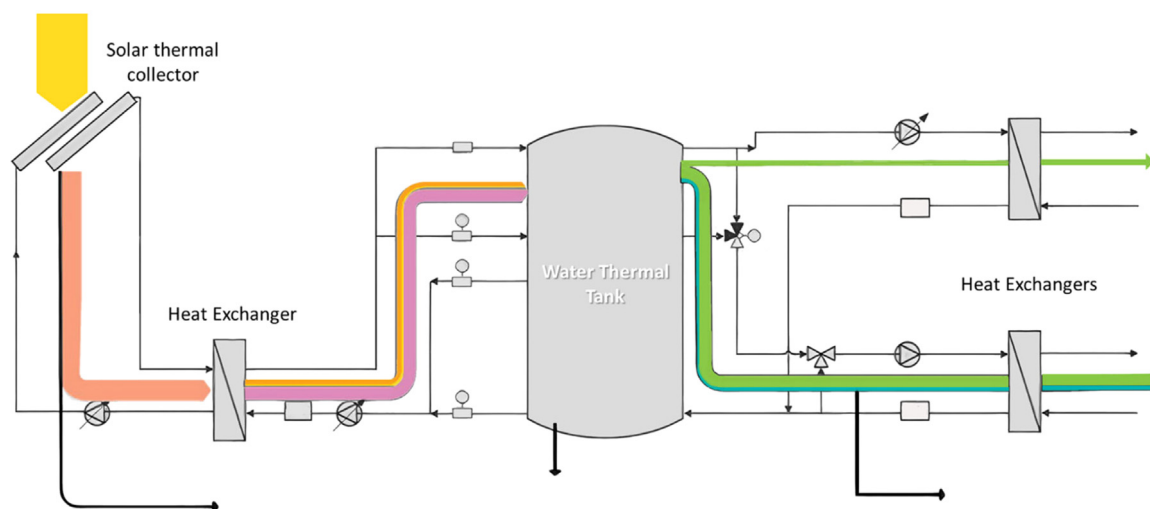 Solar thermal
collector
Heat Exchanger
Water Thermal
Tank
Heat Exchangers